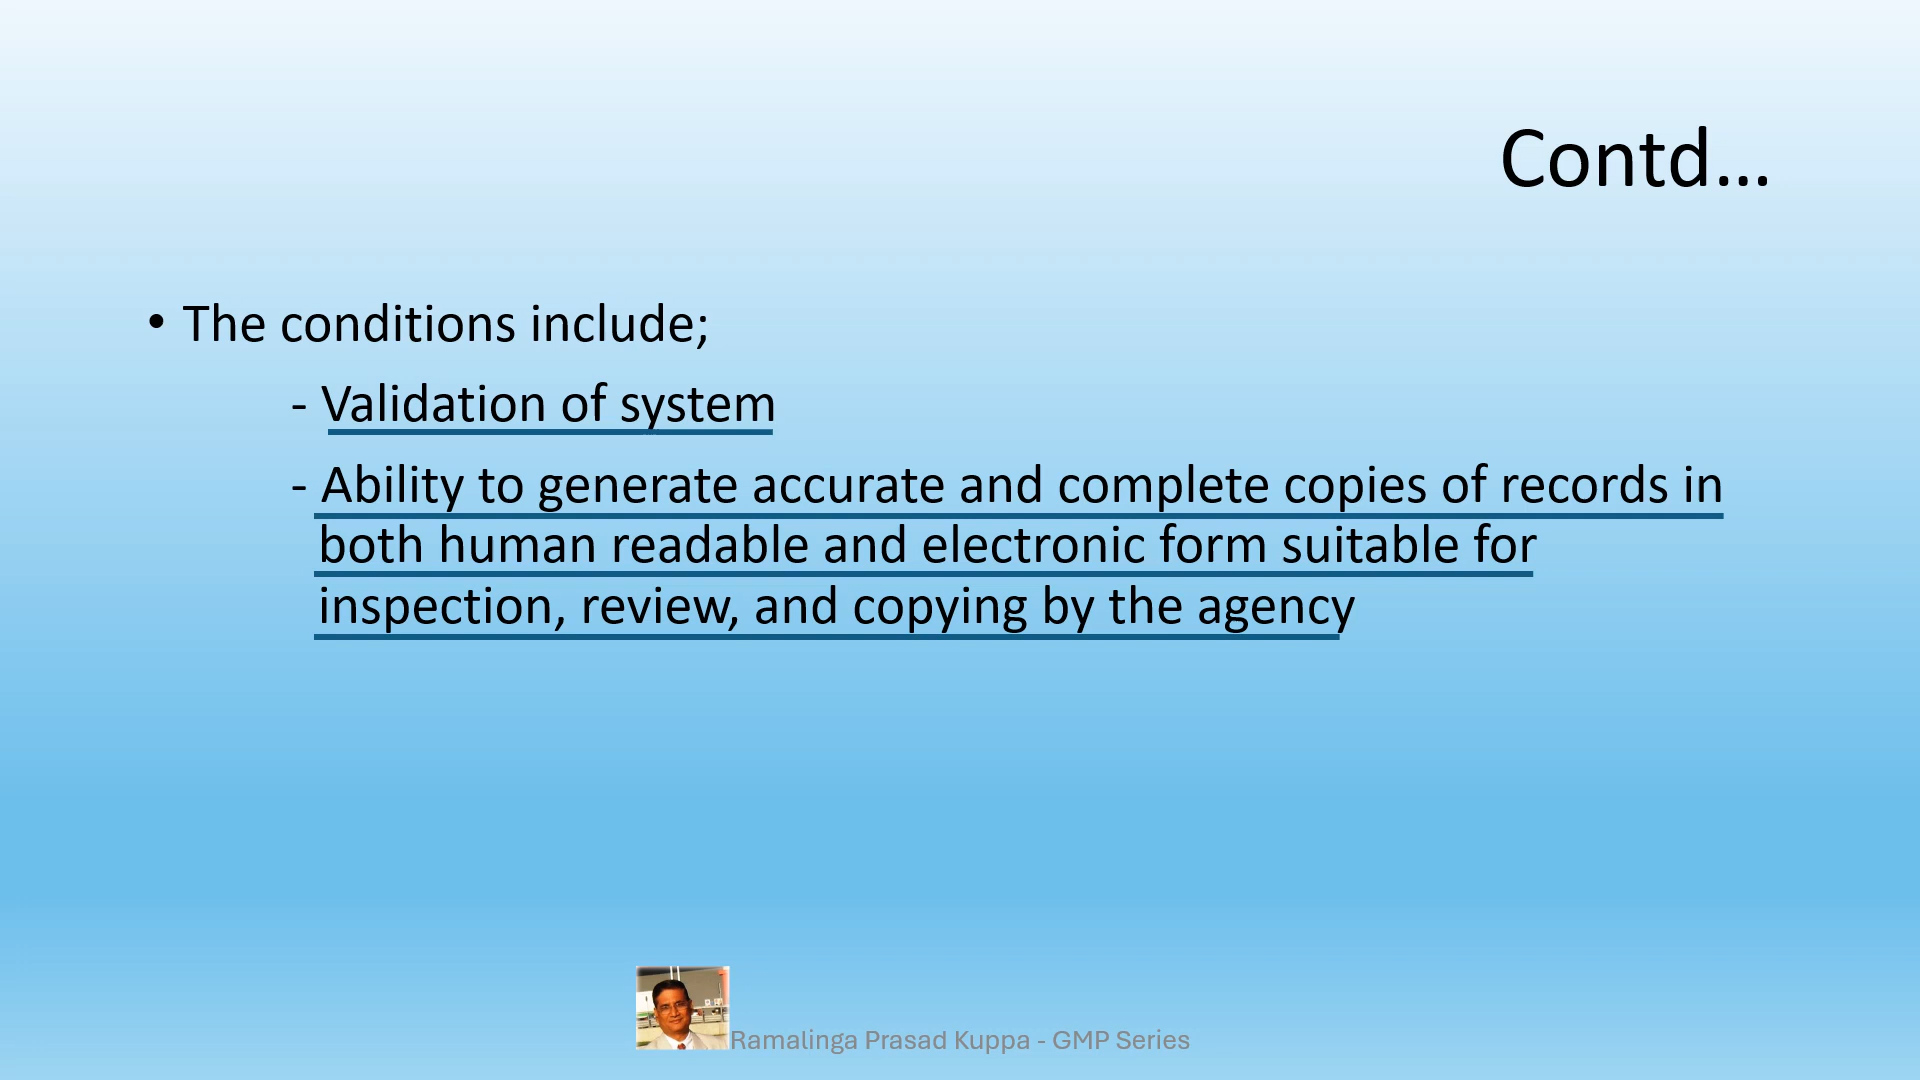 Contd...
• The conditions include;
- Validation of system
- Ability to generate accurate and complete copies of records in
both human readable and electronic form suitable for
inspection, review, and copying by the agency
Ramalinga Prasad Kuppa - GMP Series